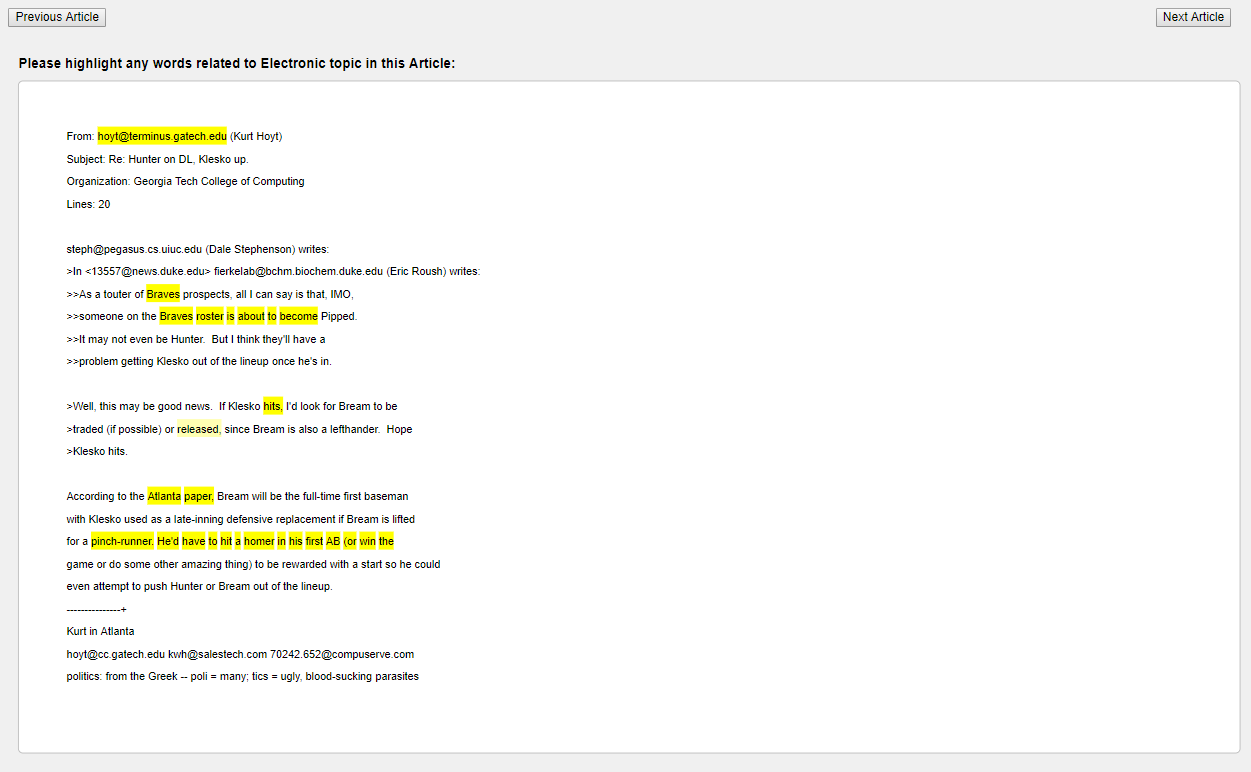 Previous Article
Next Article
Please highlight any words related to Electronic topic in this Article:
From: hoyt@terminus.gatech.edu (Kurt Hoyt)
Subject: Re: Hunter on DL, Klesko up.
Organization: Georgia Tech College of Computing
Lines: 20
steph@pegasus.cs.uiuc.edu (Dale Stephenson) writes:
>In <13557@news.duke.edu> fierkelab@bchm.biochem.duke.edu (Eric Roush) writes:
>>As a touter of Braves prospects, all I can say is that, IMO,
>>someone on the Braves roster is about to become Pipped.
>>It may not even be Hunter.  But I think they'll have a
>>problem getting Klesko out of the lineup once he's in.
>Well, this may be good news.  If Klesko hits, I'd look for Bream to be
>traded (if possible) or released, since Bream is also a lefthander.  Hope
>Klesko hits.
According to the Atlanta paper, Bream will be the full-time first baseman
with Klesko used as a late-inning defensive replacement if Bream is lifted
for a pinch-runner. He'd have to hit a homer in his first AB (or win the
game or do some other amazing thing) to be rewarded with a start so he could
even attempt to push Hunter or Bream out of the lineup.
---------------+
Kurt in Atlanta
hoyt@cc.gatech.edu kwh@salestech.com 70242.652@compuserve.com
politics: from the Greek -- poli = many; tics = ugly, blood-sucking parasites